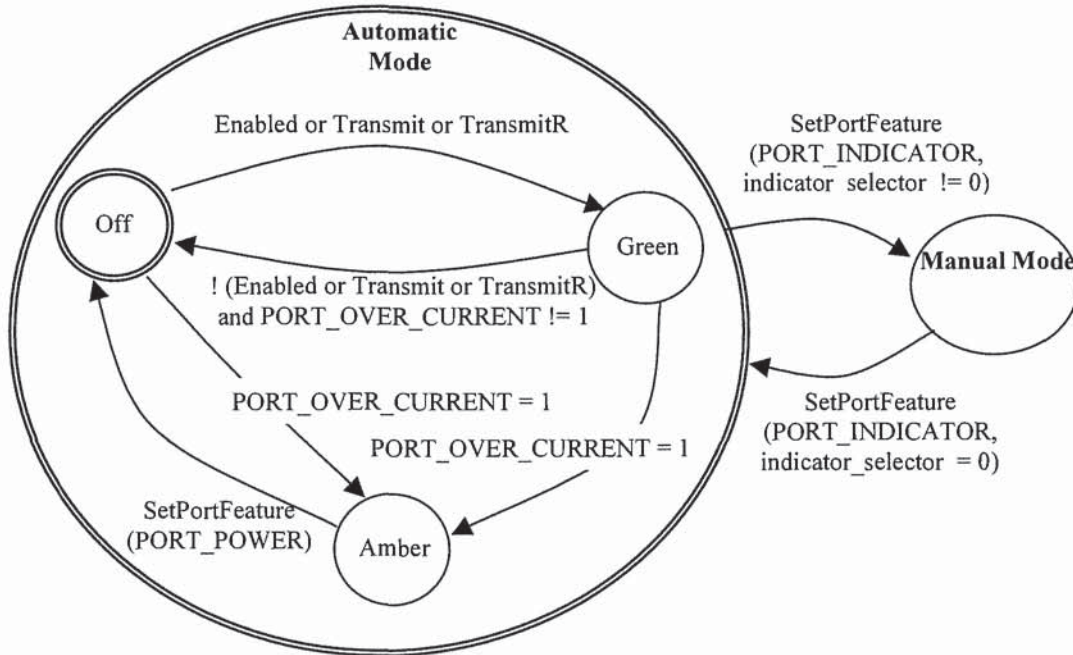 Automatic
Mode
Enabled or Transmit or TransmitR
SetPortFeature
(PORT_INDICATOR,
indicator_selector != 0)
Off
Green
Manual Mode
! (Enabled or Transmit or TransmitR)
and PORT_OVER_CURRENT != 1
PORT_OVER_CURRENT = 1
SetPortFeature
(PORT_INDICATOR,
indicator_selector = 0)
PORT_OVER_CURRENT = 1
SetPortFeature
(PORT_POWER)
Amber